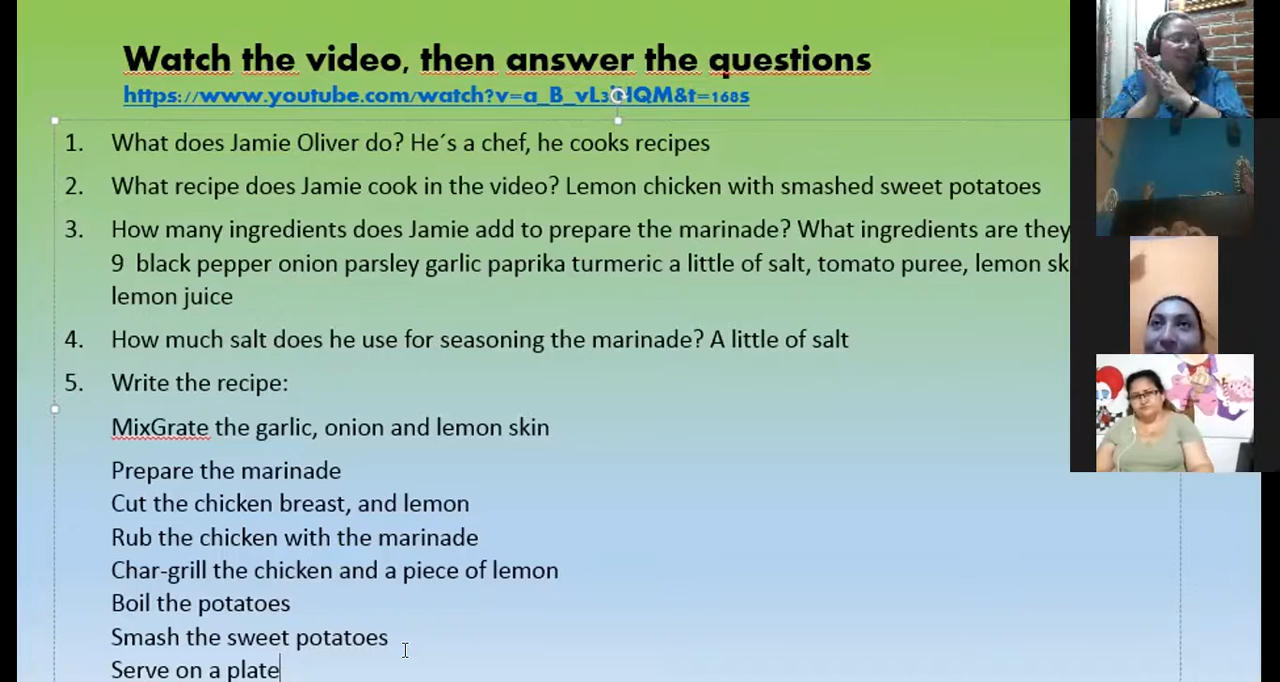 Watch the video, then answer the questions
https://www.youtube.com/watch?v=a_B_vL3 HQM&t=168s
1. What does Jamie Oliver do? He´s a chef, he cooks recipes
2. What recipe does Jamie cook in the video? Lemon chicken with smashed sweet potatoes
3. How many ingredients does Jamie add to prepare the marinade? What ingredients are they
9 black pepper onion parsley garlic paprika turmeric a little of salt, tomato puree, lemon sk
lemon juice
4. How much salt does he use for seasoning the marinade? A little of salt
5. Write the recipe:
MixGrate the garlic, onion and lemon skin
Prepare the marinade
Cut the chicken breast, and lemon
Rub the chicken with the marinade
Char-grill the chicken and a piece of lemon
Boil the potatoes
Smash the sweet potatoes
Serve on a plate